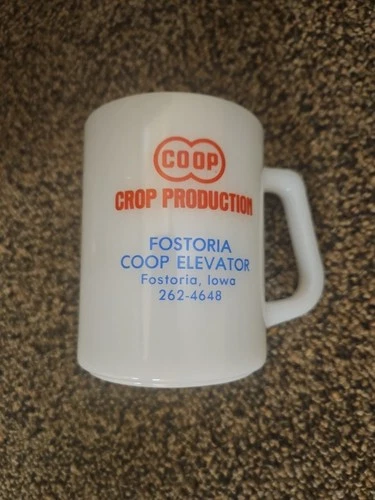 COOP
CROP PRODUCTION
FOSTORIA
COOP ELEVATOR
Fostoria, Iowa
262-4648